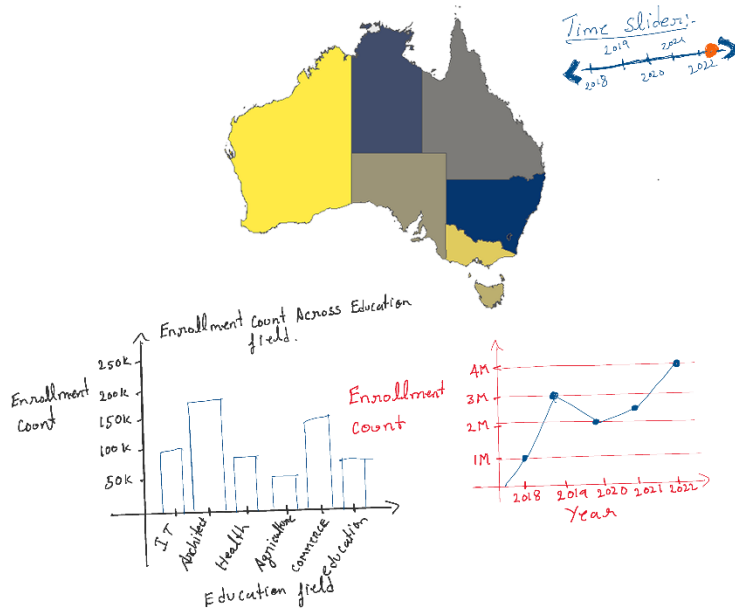 Time slider:-
2019 2021
2018 2020 2022
Enrollment Count Across Education
field.
250K
200K
150K
100K
50K
Enrollment
Count
IT
Architect
Health
Agriculture
Commerce
education
Education field
Enrollment
count
4M
3M
2M
1M
2018 2019 2020 2021 2022
Year